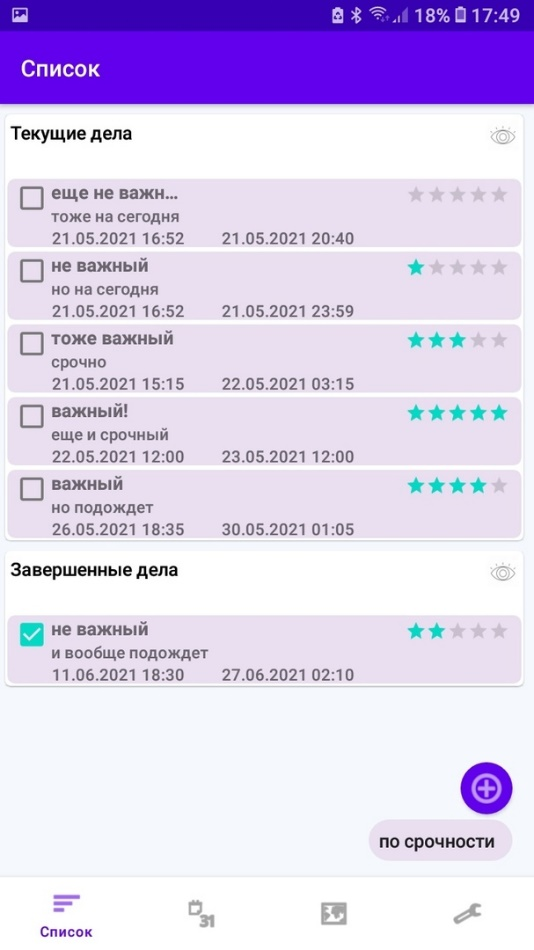 18% 17:49
Список
Текущие дела
еще не важн...
тоже на сегодня
21.05.2021 16:52 21.05.2021 20:40
не важный
но на сегодня
21.05.2021 16:52 21.05.2021 23:59
тоже важный
срочно
21.05.2021 15:15 22.05.2021 03:15
важный!
еще и срочный
22.05.2021 12:00 23.05.2021 12:00
важный
но подождет
26.05.2021 18:35 30.05.2021 01:05
Завершенные дела
не важный
и вообще подождет
11.06.2021 18:30 27.06.2021 02:10
по срочности
31
Список